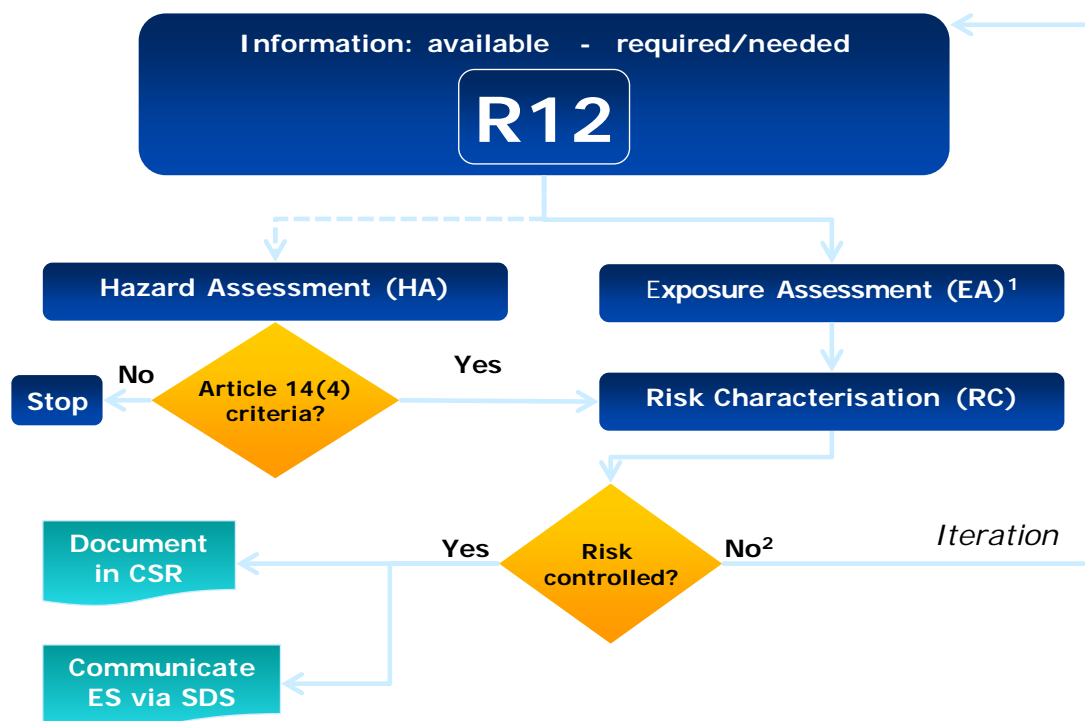 Information: available - required/needed
R12
Hazard Assessment (HA)
Exposure Assessment (EA)¹
No
Yes
Stop
Article 14(4)
criteria?
Risk Characterisation (RC)
Document
in CSR
Yes
Risk
controlled?
No²
Iteration
Communicate
ES via SDS